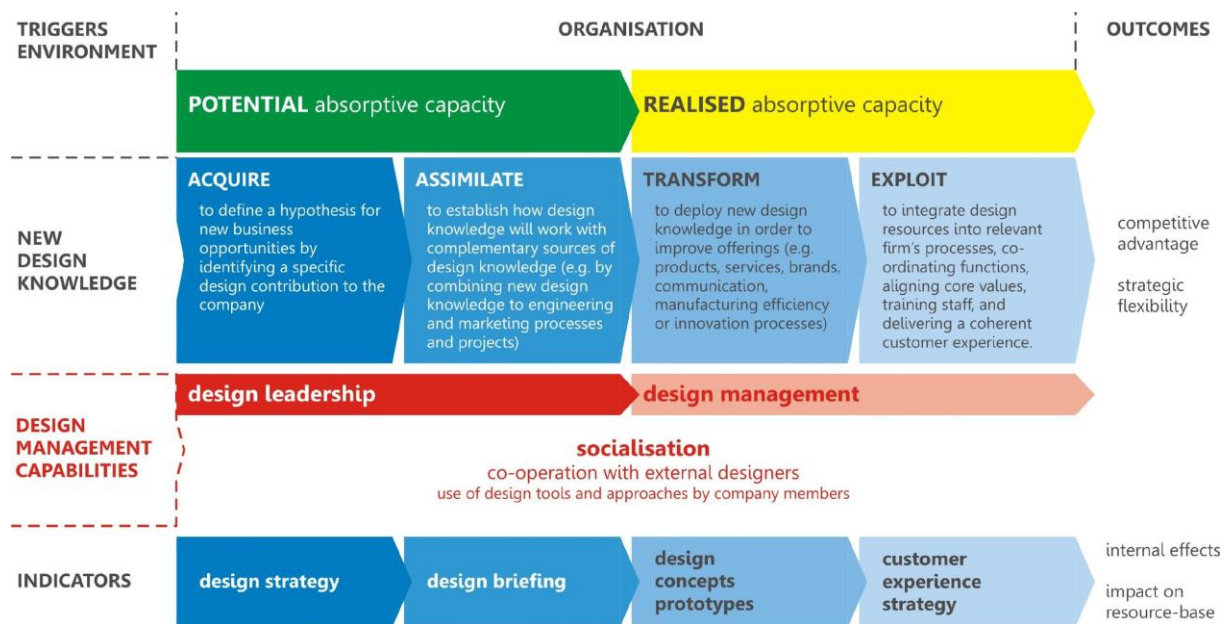 TRIGGERS
ENVIRONMENT
ORGANISATION
OUTCOMES
POTENTIAL absorptive capacity
REALISED absorptive capacity
NEW
DESIGN
KNOWLEDGE
ACQUIRE
to define a hypothesis for
new business
opportunities by
identifying a specific
design contribution to the
company
ASSIMILATE
to establish how design
knowledge will work with
complementary sources of
design knowledge (e.g. by
combining new design
knowledge to engineering
and marketing processes
and projects)
TRANSFORM
to deploy new design
knowledge in order to
improve offerings (e.g.
products, services, brands,
communication,
manufacturing efficiency
or innovation processes)
EXPLOIT
to integrate design
resources into relevant
firm's processes, co-
ordinating functions,
aligning core values,
training staff, and
delivering a coherent
customer experience.
competitive
advantage
strategic
flexibility
DESIGN
MANAGEMENT
CAPABILITIES
design leadership
design management
socialisation
co-operation with external designers
use of design tools and approaches by company members
INDICATORS
design strategy
design briefing
design
concepts
prototypes
customer
experience
strategy
internal effects
impact on
resource-base